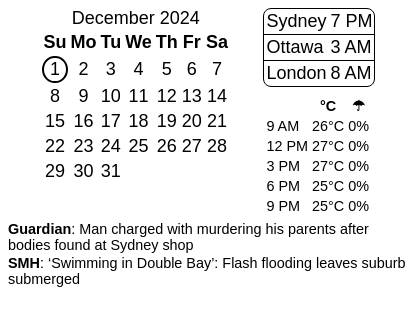 December 2024
Su Mo Tu We Th Fr Sa
1 2 3 4 5 6 7
8 9 10 11 12 13 14
15 16 17 18 19 20 21
22 23 24 25 26 27 28
29 30 31
Sydney 7 PM
Ottawa 3 AM
London 8 AM
°C ☂
9 AM 26°C 0%
12 PM 27°C 0%
3 PM 27°C 0%
6 PM 25°C 0%
9 PM 25°C 0%
Guardian: Man charged with murdering his parents after
bodies found at Sydney shop
SMH: ‘Swimming in Double Bay’: Flash flooding leaves suburb
submerged